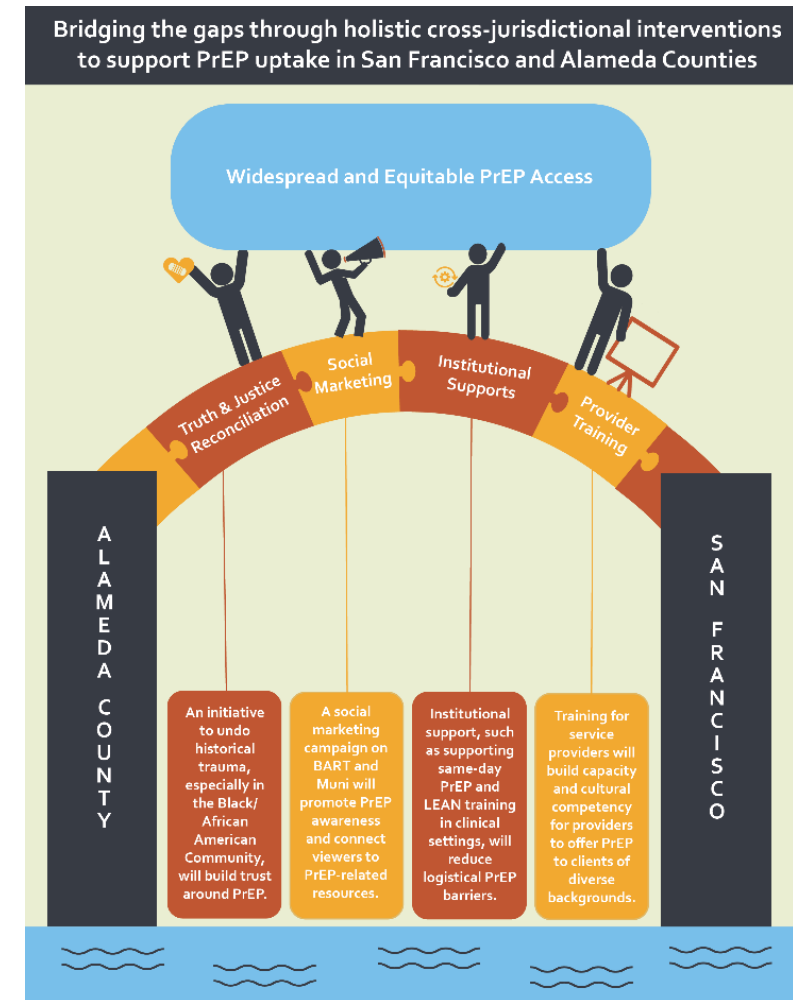 Bridging the gaps through holistic cross-jurisdictional interventions
to support PrEP uptake in San Francisco and Alameda Counties
Widespread and Equitable PrEP Access
Truth & Justice
Reconciliation
Social
Marketing
Institutional
Supports
Provider
Training
ALAMEDA COUNTY
SAN FRANCISCO
An initiative
to undo
historical
trauma,
especially in
the Black/
African
American
Community,
will build trust
around PrEP.
A social
marketing
campaign on
BART and
Muni will
promote PrEP
awareness
and connect
viewers to
PrEP-related
resources.
Institutional
support, such
as supporting
same-day
PrEP and
LEAN training
in clinical
settings, will
reduce
logistical PrEP
barriers.
Training for
service
providers will
build capacity
and cultural
competency
for providers
to offer PrEP
to clients of
diverse
backgrounds.